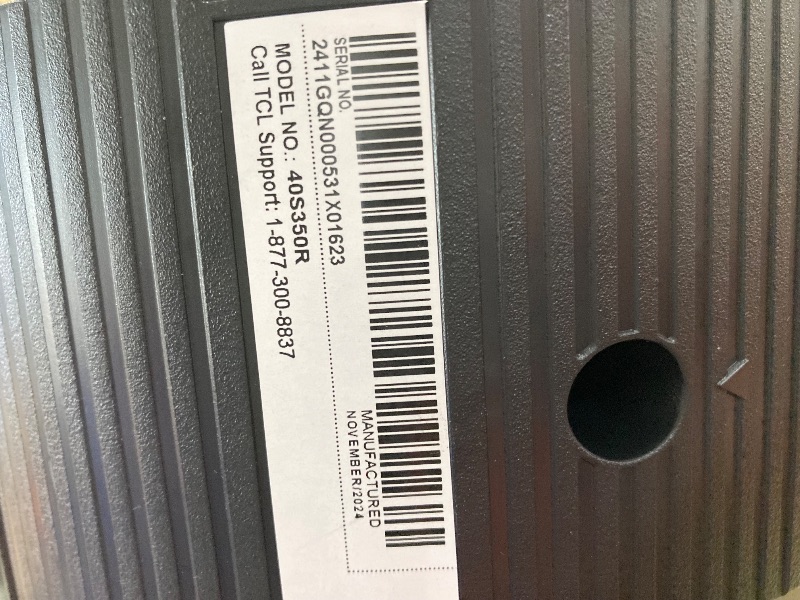 SERIAL NO.
2411GQN000531X01623
MANUFACTURED
NOVEMBER/2024
MODEL NO.: 40S350R
Call TCL Support: 1-877-300-8837